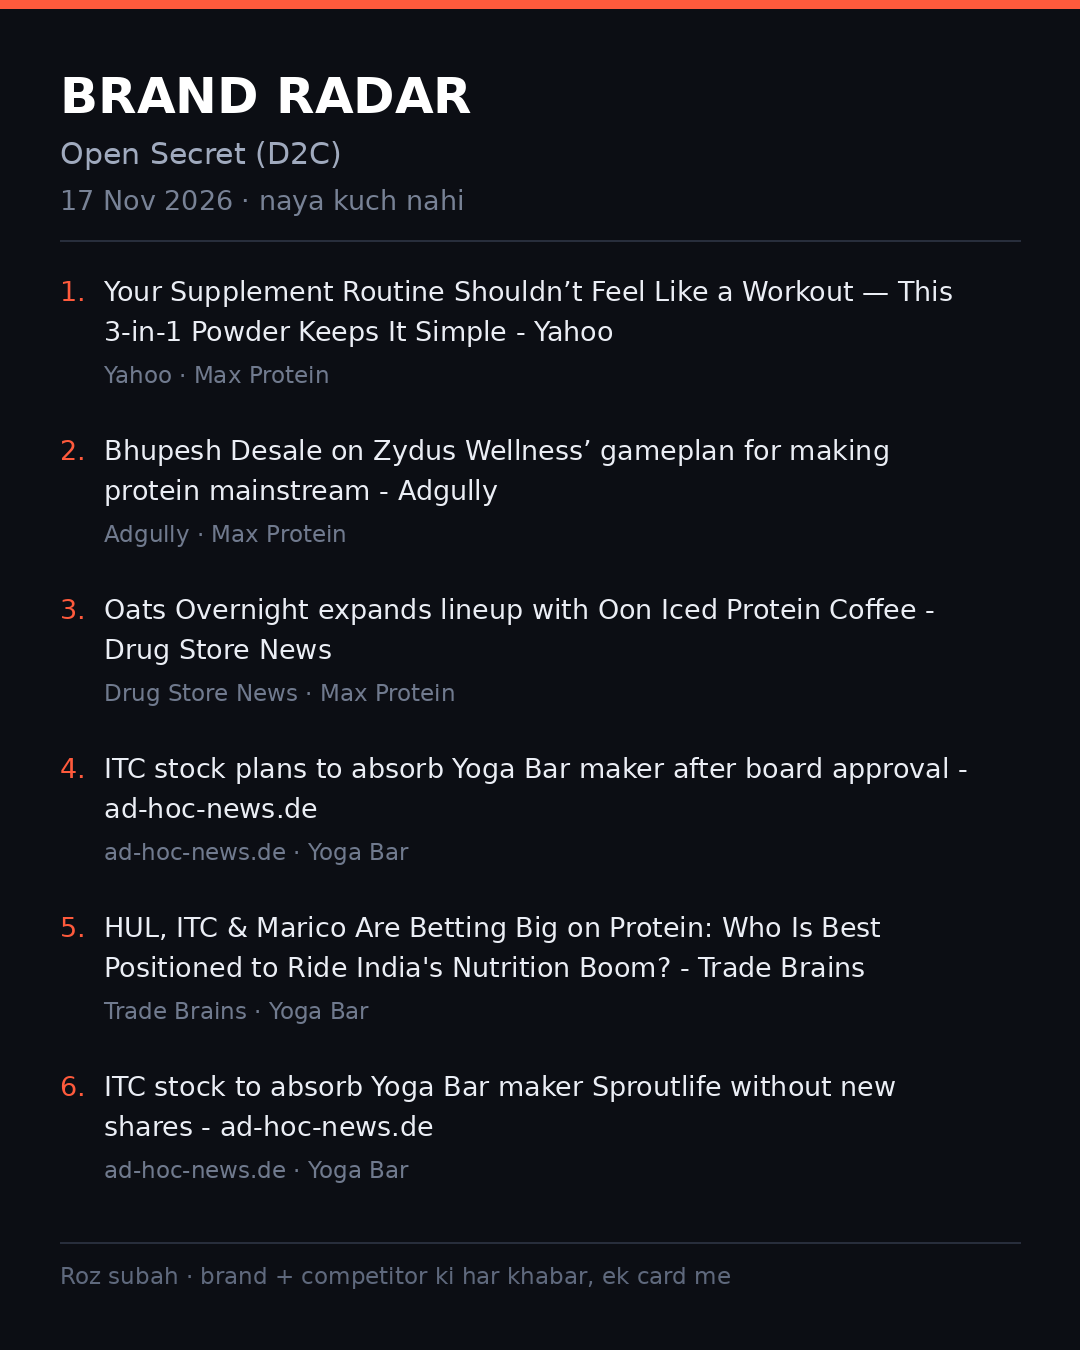 BRAND RADAR
Open Secret (D2C)
17 Nov 2026 · naya kuch nahi
1. Your Supplement Routine Shouldn’t Feel Like a Workout — This
3-in-1 Powder Keeps It Simple - Yahoo
Yahoo · Max Protein
2. Bhupesh Desale on Zydus Wellness’ gameplan for making
protein mainstream - Adgully
Adgully · Max Protein
3. Oats Overnight expands lineup with Oon Iced Protein Coffee -
Drug Store News
Drug Store News · Max Protein
4. ITC stock plans to absorb Yoga Bar maker after board approval -
ad-hoc-news.de
ad-hoc-news.de · Yoga Bar
5. HUL, ITC & Marico Are Betting Big on Protein: Who Is Best
Positioned to Ride India's Nutrition Boom? - Trade Brains
Trade Brains · Yoga Bar
6. ITC stock to absorb Yoga Bar maker Sproutlife without new
shares - ad-hoc-news.de
ad-hoc-news.de · Yoga Bar
Roz subah · brand + competitor ki har khabar, ek card me